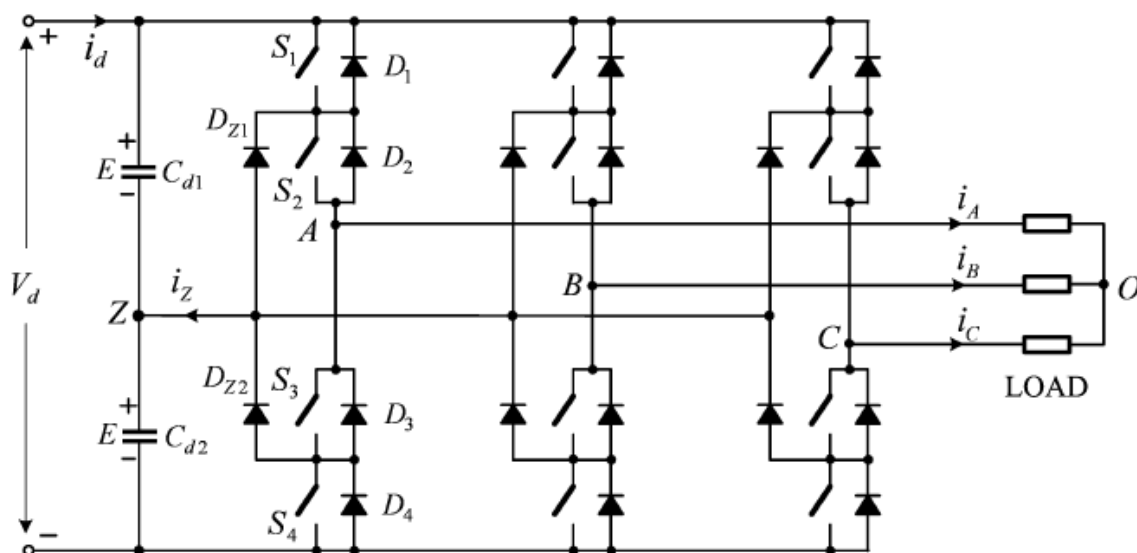 +
i_d
S_1
D_1
D_Z1
+
E
C_d1
−
D_2
S_2
A
i_A
V_d
i_Z
Z
B
i_B
O
C
i_C
LOAD
D_Z2
S_3
+
E
C_d2
−
D_3
S_4
D_4
−